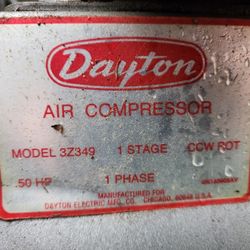 Dayton
AIR COMPRESSOR
MODEL 3Z349 1 STAGE CCW ROT
.50 HP 1 PHASE
MANUFACTURED FOR
DAYTON ELECTRIC MFG. CO. CHICAGO, 60648 U.S.A.